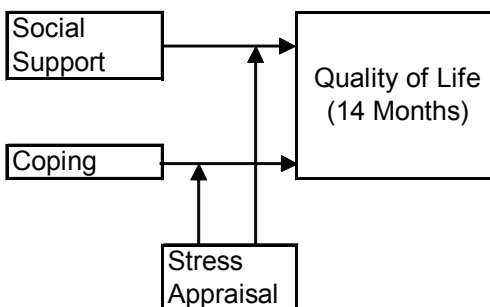 Social
Support
Quality of Life
(14 Months)
Coping
Stress
Appraisal